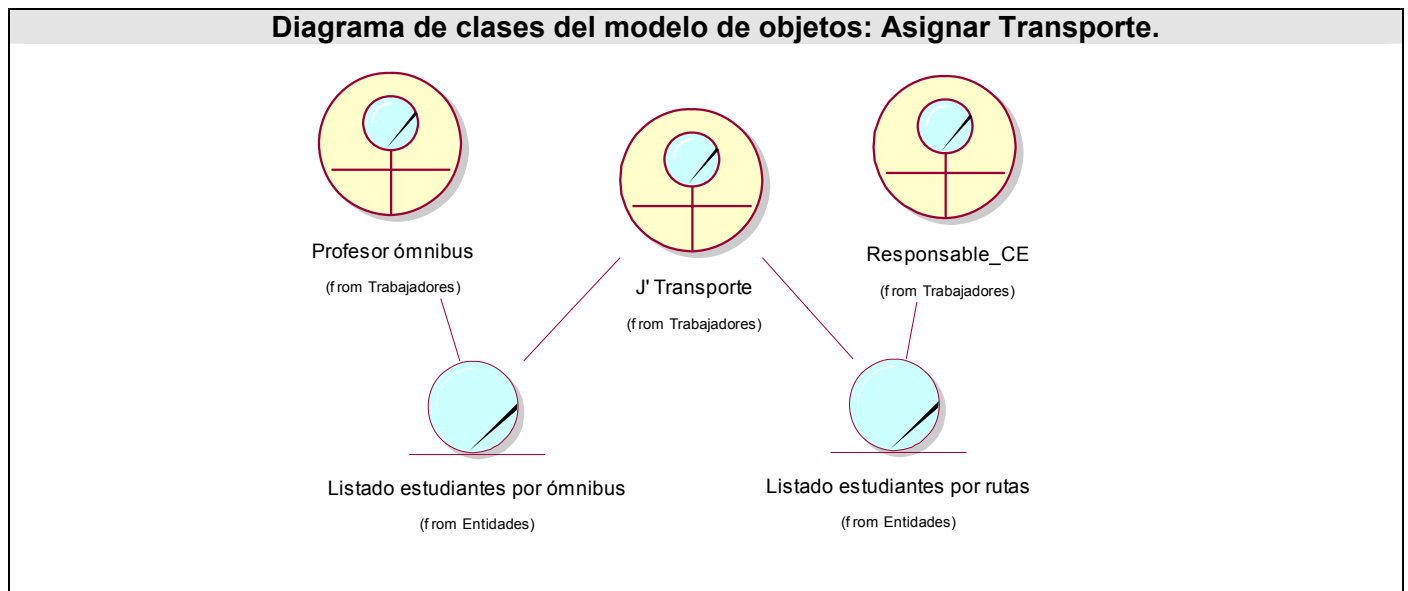 Diagrama de clases del modelo de objetos: Asignar Transporte.
Profesor ómnibus
(from Trabajadores)
J' Transporte
(from Trabajadores)
Responsable_CE
(from Trabajadores)
Listado estudiantes por ómnibus
(from Entidades)
Listado estudiantes por rutas
(from Entidades)